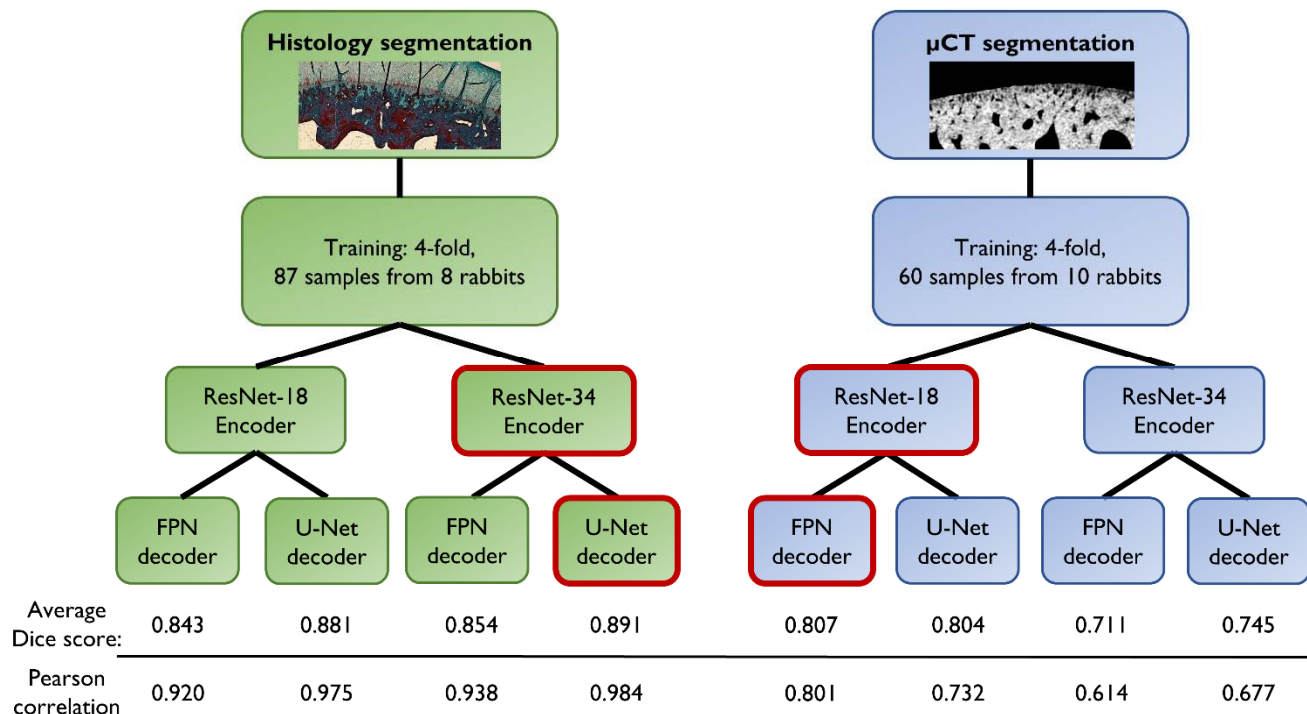 Histology segmentation
µCT segmentation
Training: 4-fold,
87 samples from 8 rabbits
Training: 4-fold,
60 samples from 10 rabbits
ResNet-18
Encoder
ResNet-34
Encoder
ResNet-18
Encoder
ResNet-34
Encoder
FPN
decoder
U-Net
decoder
FPN
decoder
U-Net
decoder
FPN
decoder
U-Net
decoder
FPN
decoder
U-Net
decoder
Average
Dice score:
0.843 0.881 0.854 0.891 0.807 0.804 0.711 0.745
Pearson
correlation
0.920 0.975 0.938 0.984 0.801 0.732 0.614 0.677